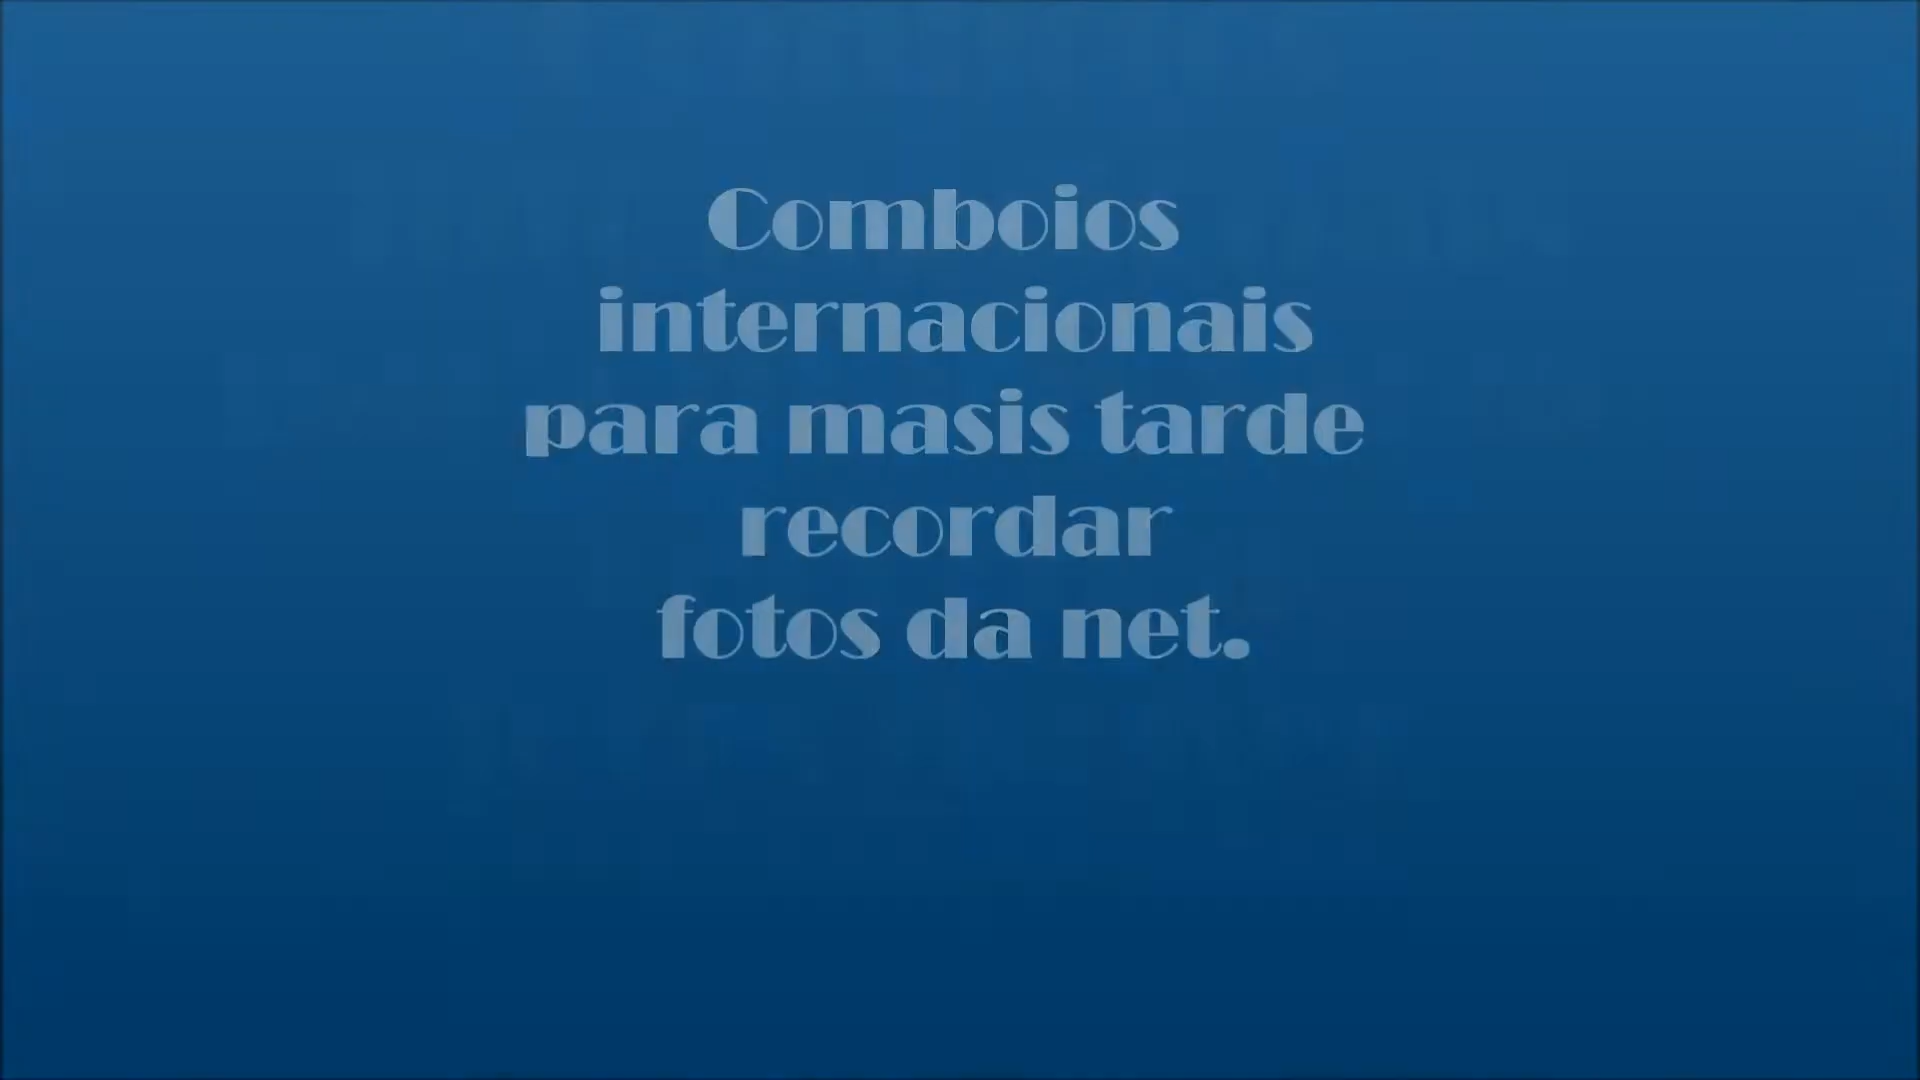 Comboios
internacionais
para masis tarde
recordar
fotos da net.